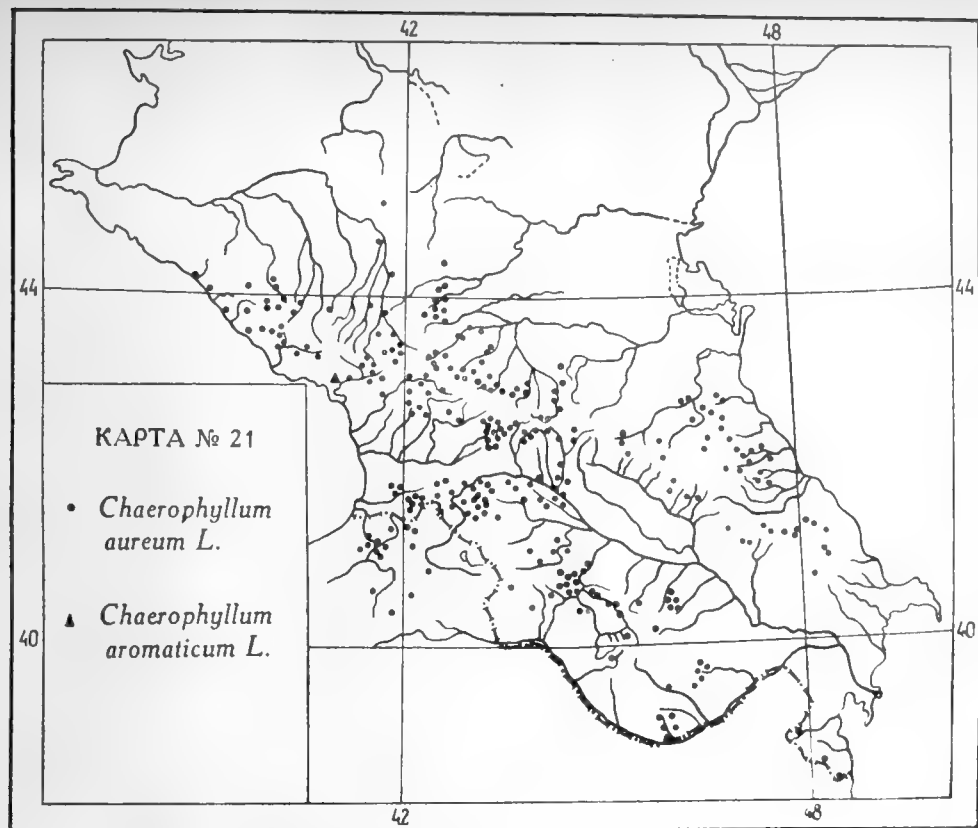 42 48
44 44
КАРТА № 21
Chaerophyllum
aureum L.
Chaerophyllum
aromaticum L.
40 40
42 48